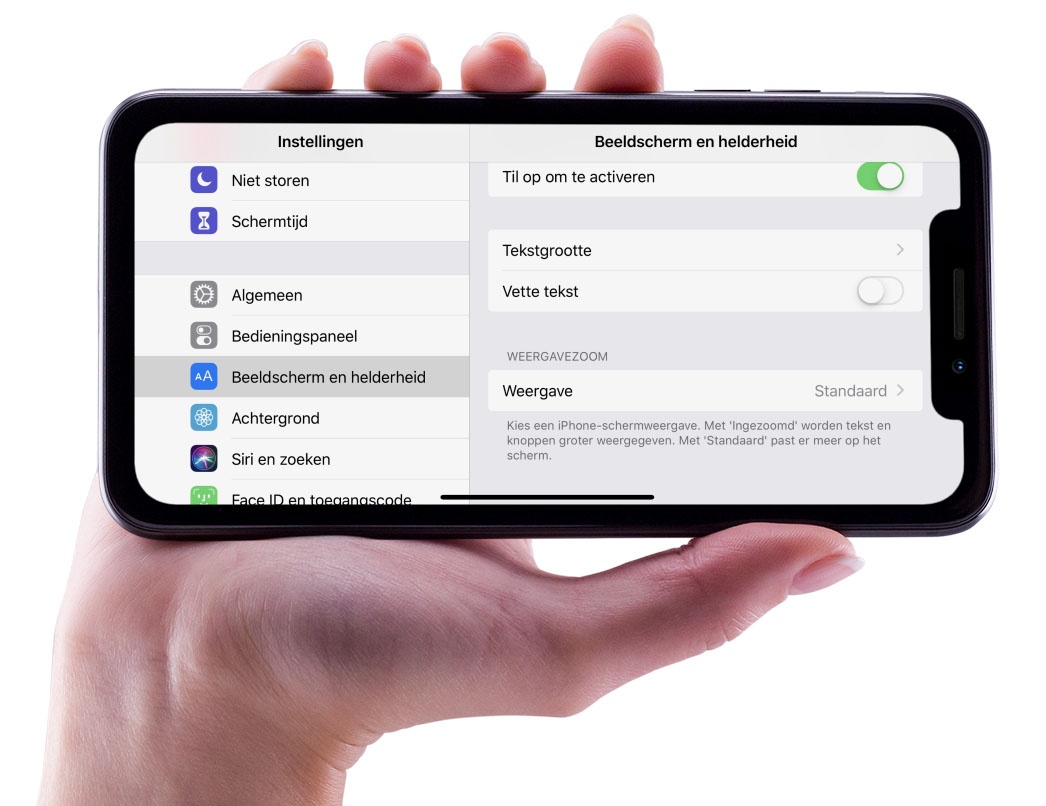 Instellingen
Niet storen
Schermtijd
Algemeen
Bedieningspaneel
AA
Beeldscherm en helderheid
Achtergrond
Siri en zoeken
Face ID en toegangscode
Beeldscherm en helderheid
Til op om te activeren
Tekstgrootte
Vette tekst
WEERGAVEZOOM
Weergave Standaard
Kies een iPhone-schermweergave. Met 'Ingezoomd' worden tekst en
knoppen groter weergegeven. Met 'Standaard' past er meer op het
scherm.